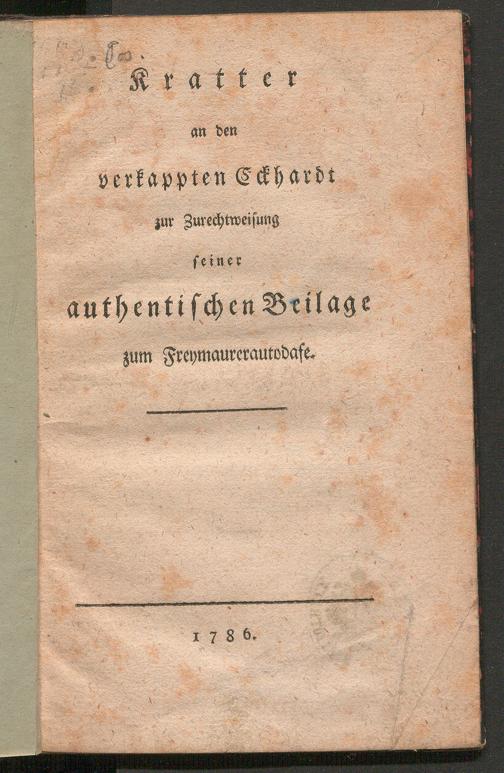 Kratter
an den
verkappten Eckhardt
zur Zurechtweisung
seiner
authentischen Beilage
zum Freymaurerautodafe.
1786.